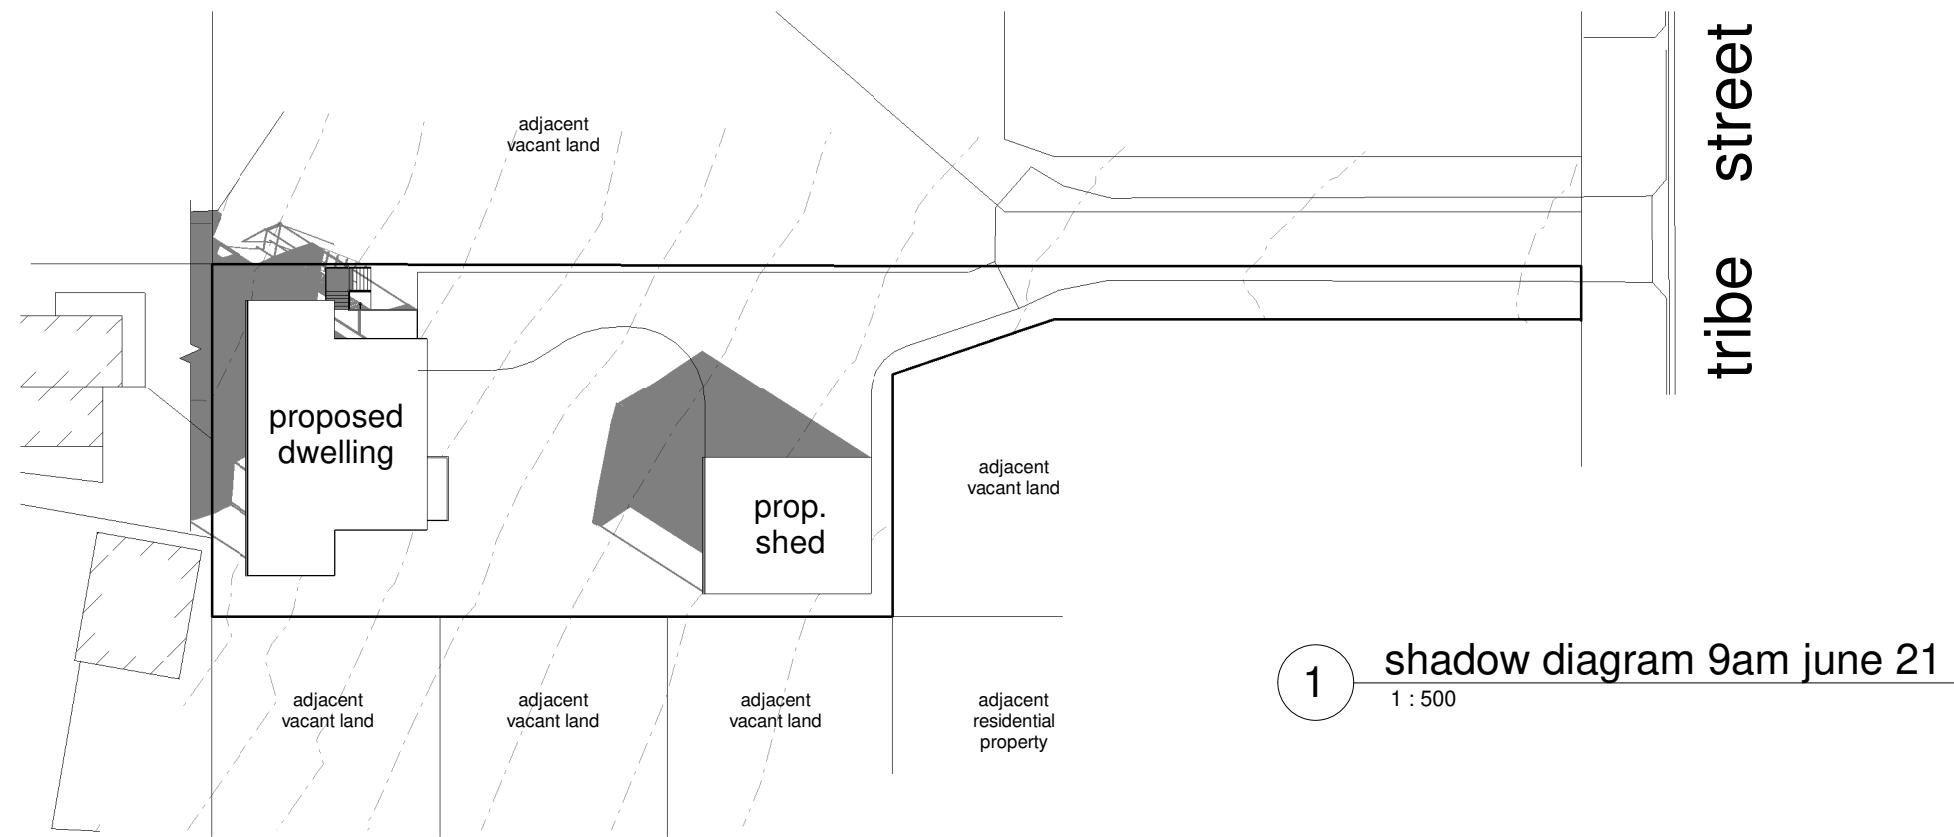 adjacent
vacant land
tribe street
proposed
dwelling
prop.
shed
adjacent
vacant land
adjacent
vacant land
adjacent
vacant land
adjacent
vacant land
adjacent
residential
property
1
shadow diagram 9am june 21
1 : 500